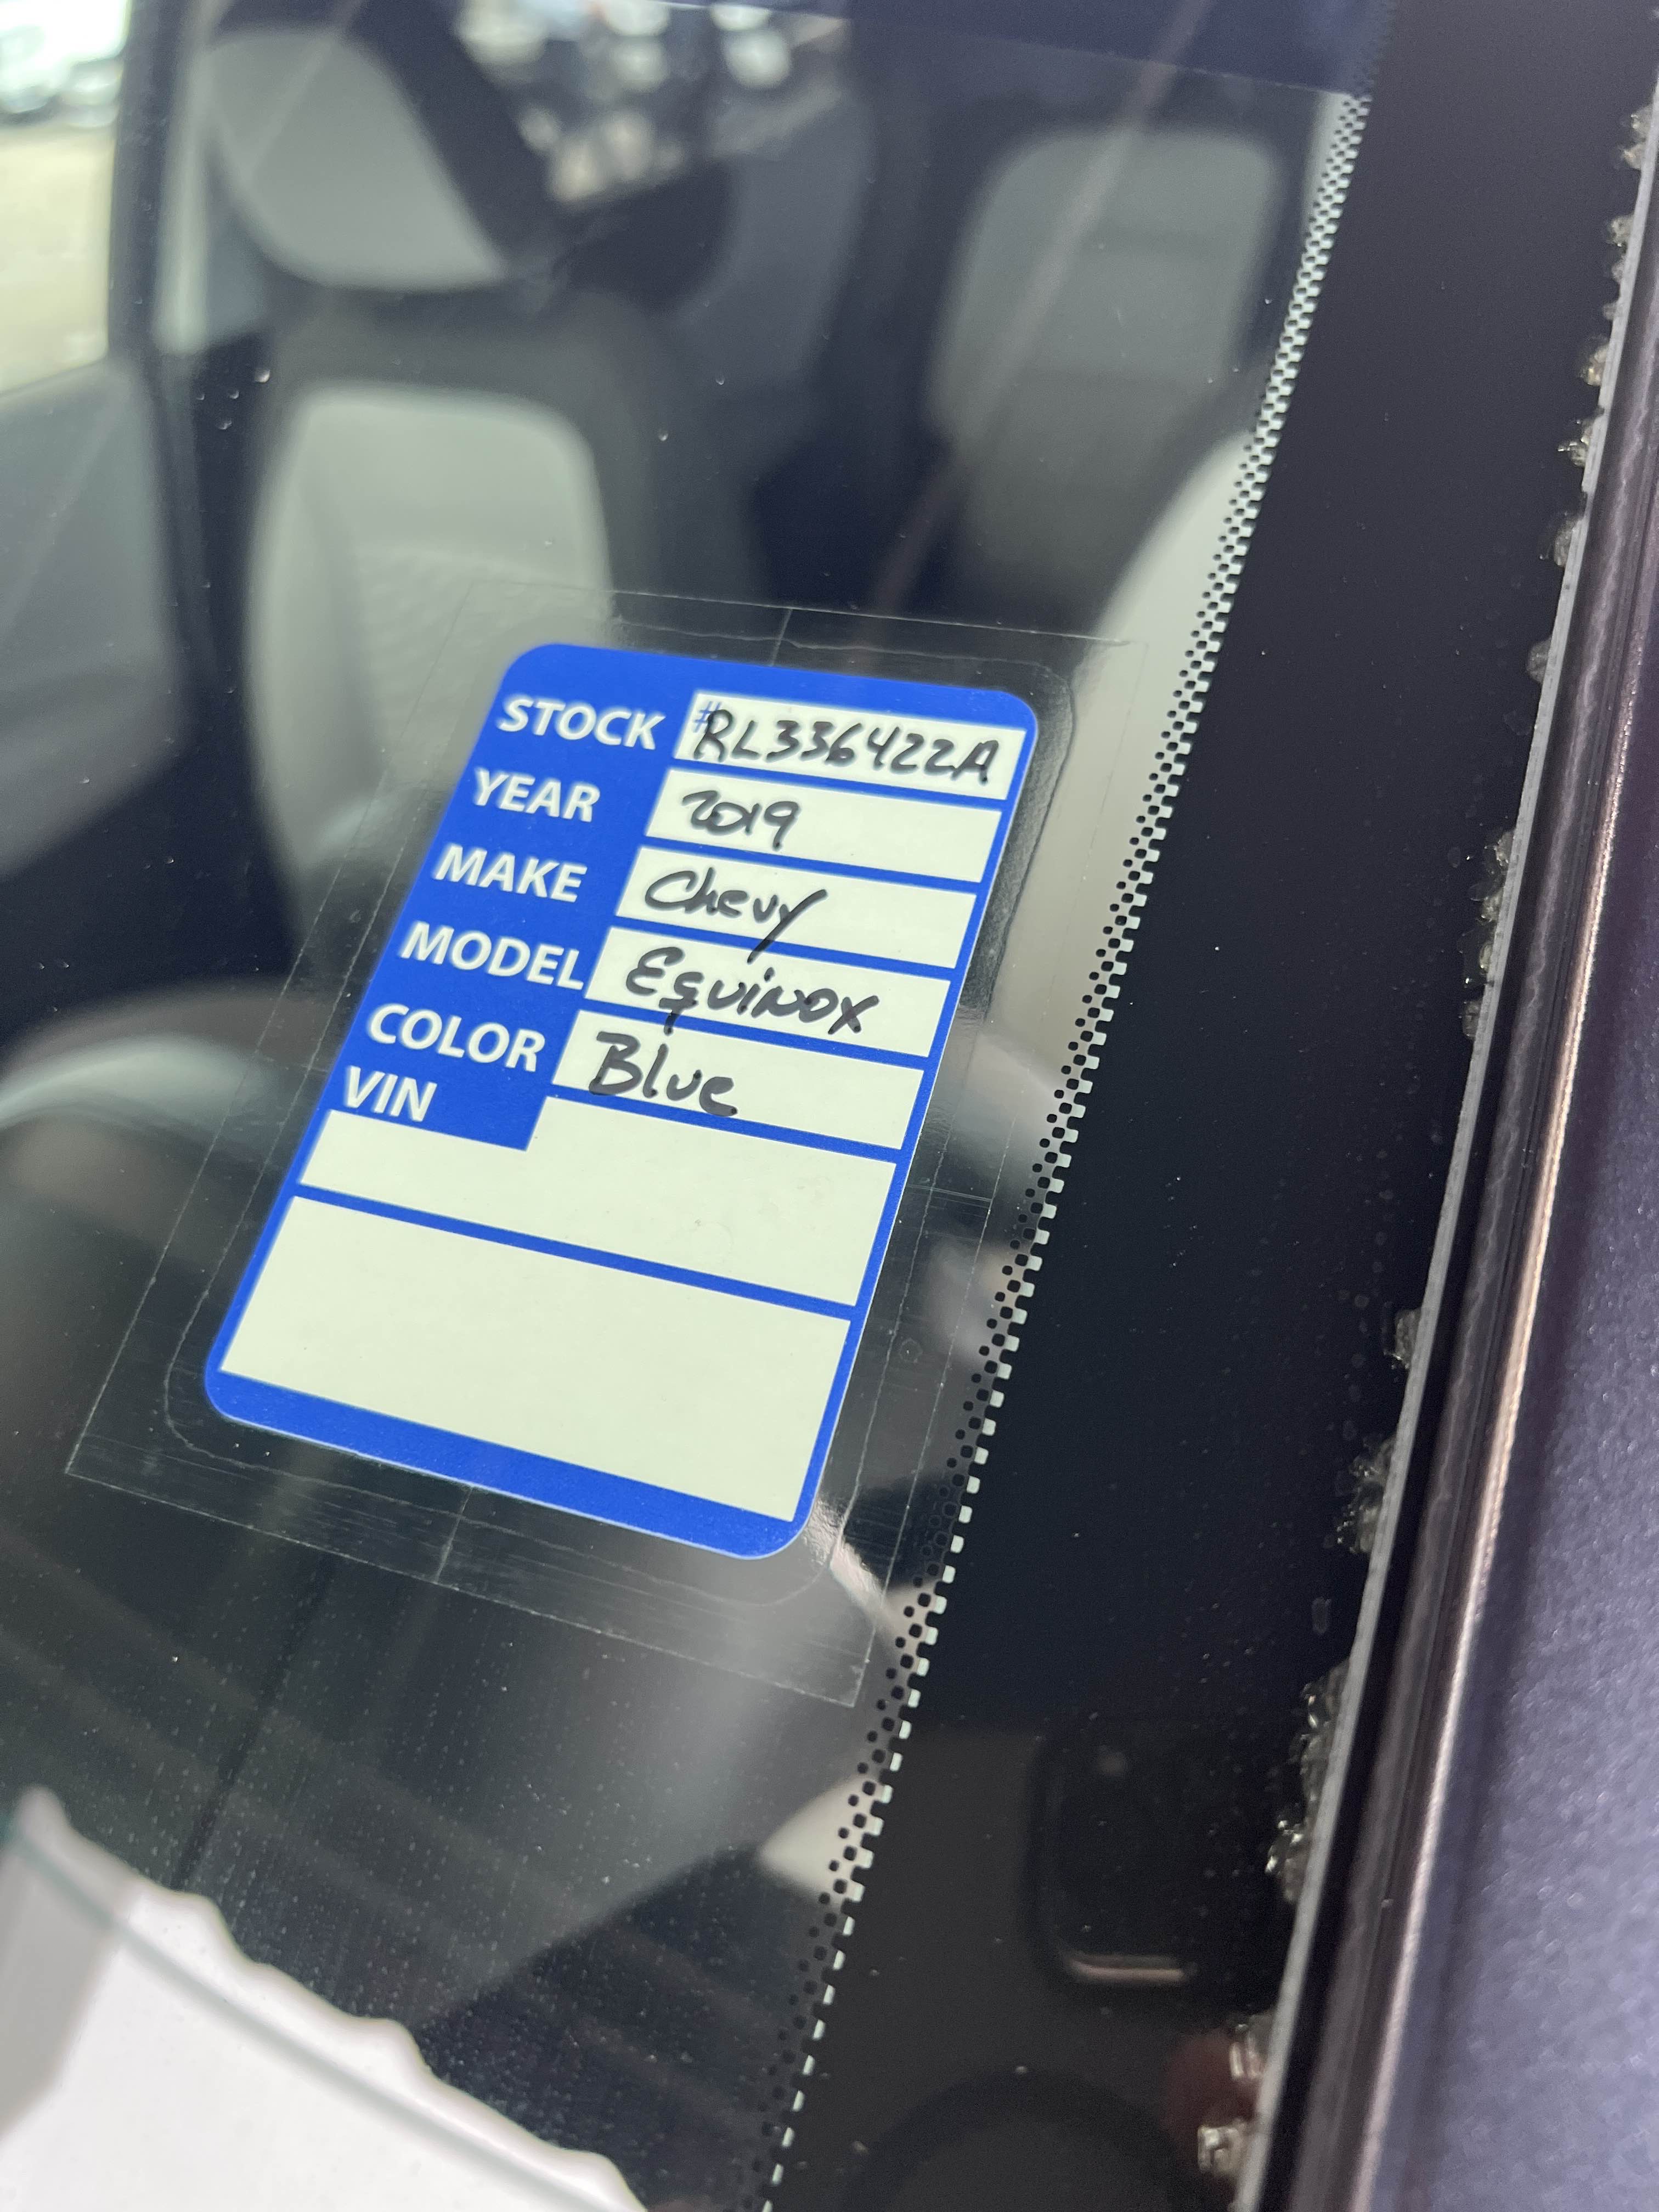 STOCK #RL336422A
YEAR 2019
MAKE Chevy
MODEL Equinox
COLOR Blue
VIN